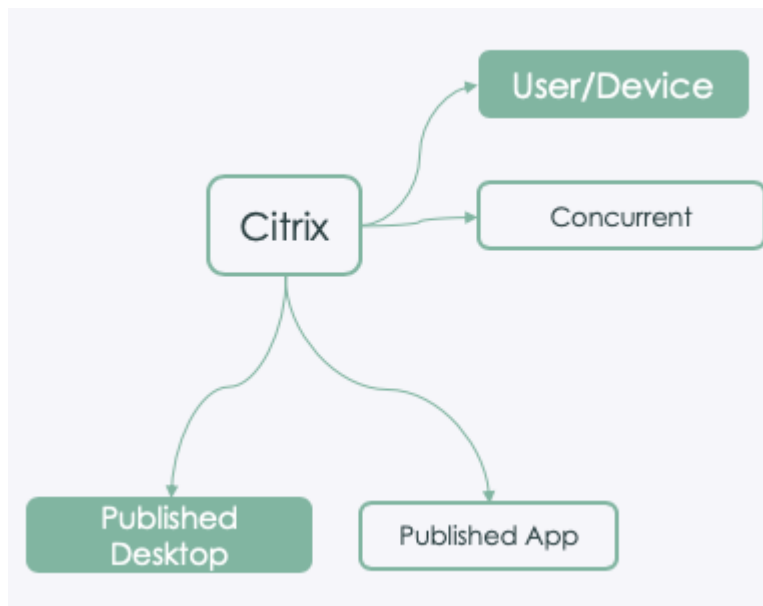 User/Device
Citrix
Concurrent
Published
Desktop
Published App